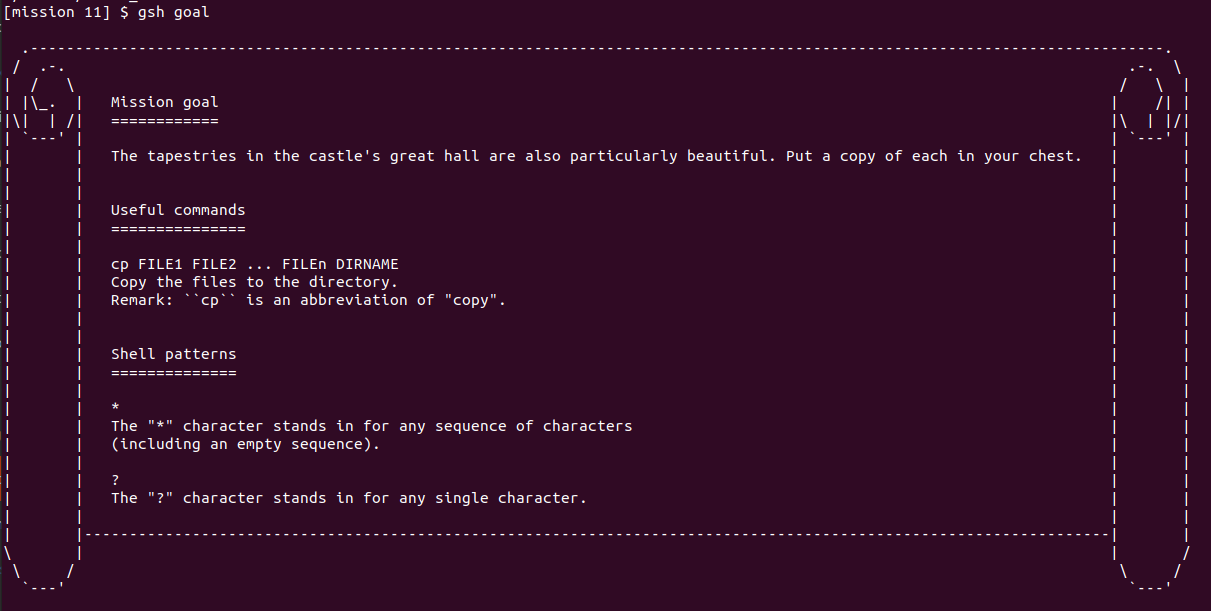 [mission 11] $ gsh goal
Mission goal
============
The tapestries in the castle's great hall are also particularly beautiful. Put a copy of each in your chest.
Useful commands
===============
cp FILE1 FILE2 ... FILEn DIRNAME
Copy the files to the directory.
Remark: ``cp`` is an abbreviation of "copy".
Shell patterns
==============
*
The "*" character stands in for any sequence of characters
(including an empty sequence).
?
The "?" character stands in for any single character.